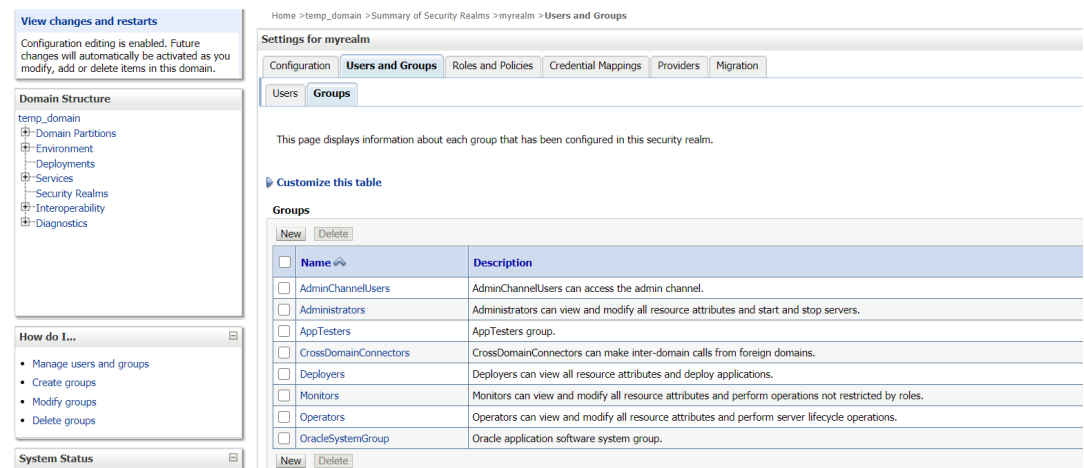 View changes and restarts
Configuration editing is enabled. Future
changes will automatically be activated as you
modify, add or delete items in this domain.
Domain Structure
temp_domain
Domain Partitions
Environment
Deployments
Services
Security Realms
Interoperability
Diagnostics
How do I...
Manage users and groups
Create groups
Modify groups
Delete groups
System Status
Home >temp_domain >Summary of Security Realms >myrealm >Users and Groups
Settings for myrealm
Configuration Users and Groups Roles and Policies Credential Mappings Providers Migration
Users Groups
This page displays information about each group that has been configured in this security realm.
Customize this table
Groups
New Delete
Name Description
AdminChannelUsers AdminChannelUsers can access the admin channel.
Administrators Administrators can view and modify all resource attributes and start and stop servers.
AppTesters AppTesters group.
CrossDomainConnectors CrossDomainConnectors can make inter-domain calls from foreign domains.
Deployers Deployers can view all resource attributes and deploy applications.
Monitors Monitors can view and modify all resource attributes and perform operations not restricted by roles.
Operators Operators can view and modify all resource attributes and perform server lifecycle operations.
OracleSystemGroup Oracle application software system group.
New Delete